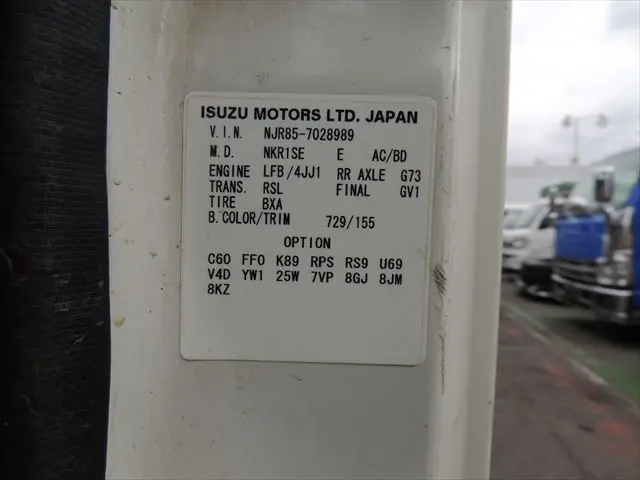 ISUZU MOTORS LTD. JAPAN
V.I.N. NJR85-7028989
M.D. NKR1SE E AC/BD
ENGINE LFB/4JJ1 RR AXLE G73
TRANS. RSL FINAL GV1
TIRE BXA
B.COLOR/TRIM 729/155
OPTION
C60 FF0 K89 RPS RS9 U69
V4D YW1 25W 7VP 8GJ 8JM
8KZ